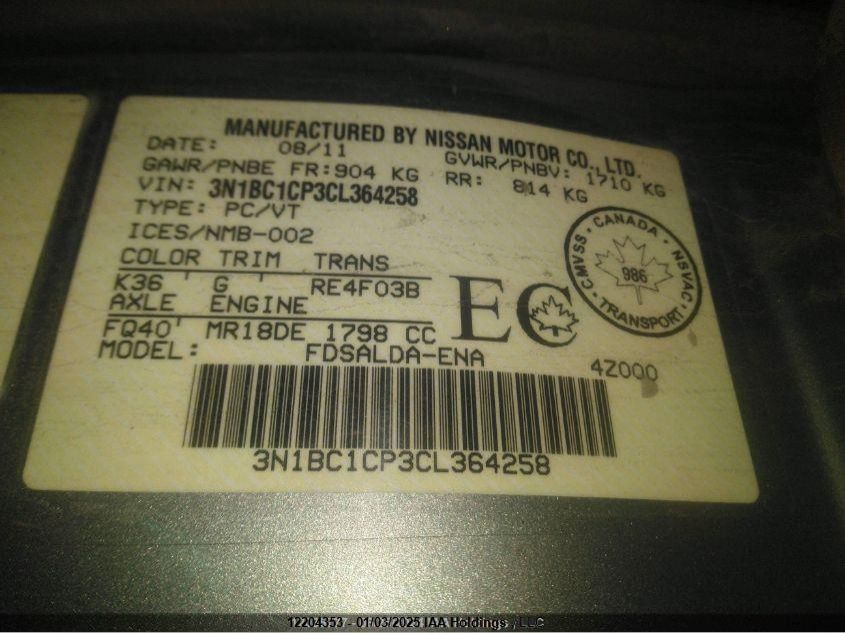 MANUFACTURED BY NISSAN MOTOR CO., LTD.
DATE: 08/11 GVWR/PNBV: 1710 KG
GAWR/PNBE FR:904 KG RR: 814 KG
VIN: 3N1BC1CP3CL364258
TYPE: PC/VT
ICES/NMB-002
COLOR TRIM TRANS
K36 ' G ' RE4F03B
AXLE ENGINE
FQ40' MR18DE 1798 CC
MODEL: FDSALDA-ENA
EC
CANADA
CMVSS · NSVAC
986
TRANSPORT
4Z000
3N1BC1CP3CL364258
12204353 - 01/03/2025 IAA Holdings, LLC